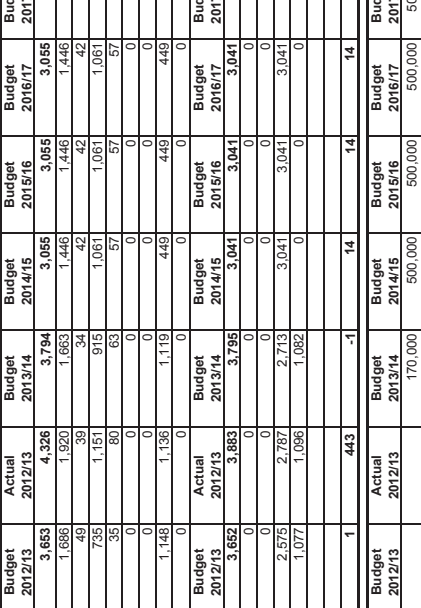 Budget Actual Budget Budget Budget Budget
2012/13 2012/13 2013/14 2014/15 2015/16 2016/17
3,653 4,326 3,794 3,055 3,055 3,055
1,686 1,920 1,663 1,446 1,446 1,446
49 39 34 42 42 42
735 1,151 915 1,061 1,061 1,061
35 80 63 57 57 57
0 0 0 0 0 0
0 0 0 0 0 0
1,148 1,136 1,119 449 449 449
0 0 0 0 0 0
Budget Actual Budget Budget Budget Budget
2012/13 2012/13 2013/14 2014/15 2015/16 2016/17
3,652 3,883 3,795 3,041 3,041 3,041
0 0 0 0 0 0
0 0 0 0 0 0
2,575 2,787 2,713 3,041 3,041 3,041
1,077 1,096 1,082 0 0 0
1 443 -1 14 14 14
Budget Actual Budget Budget Budget Budget
2012/13 2012/13 2013/14 2014/15 2015/16 2016/17
170,000 500,000 500,000 500,000